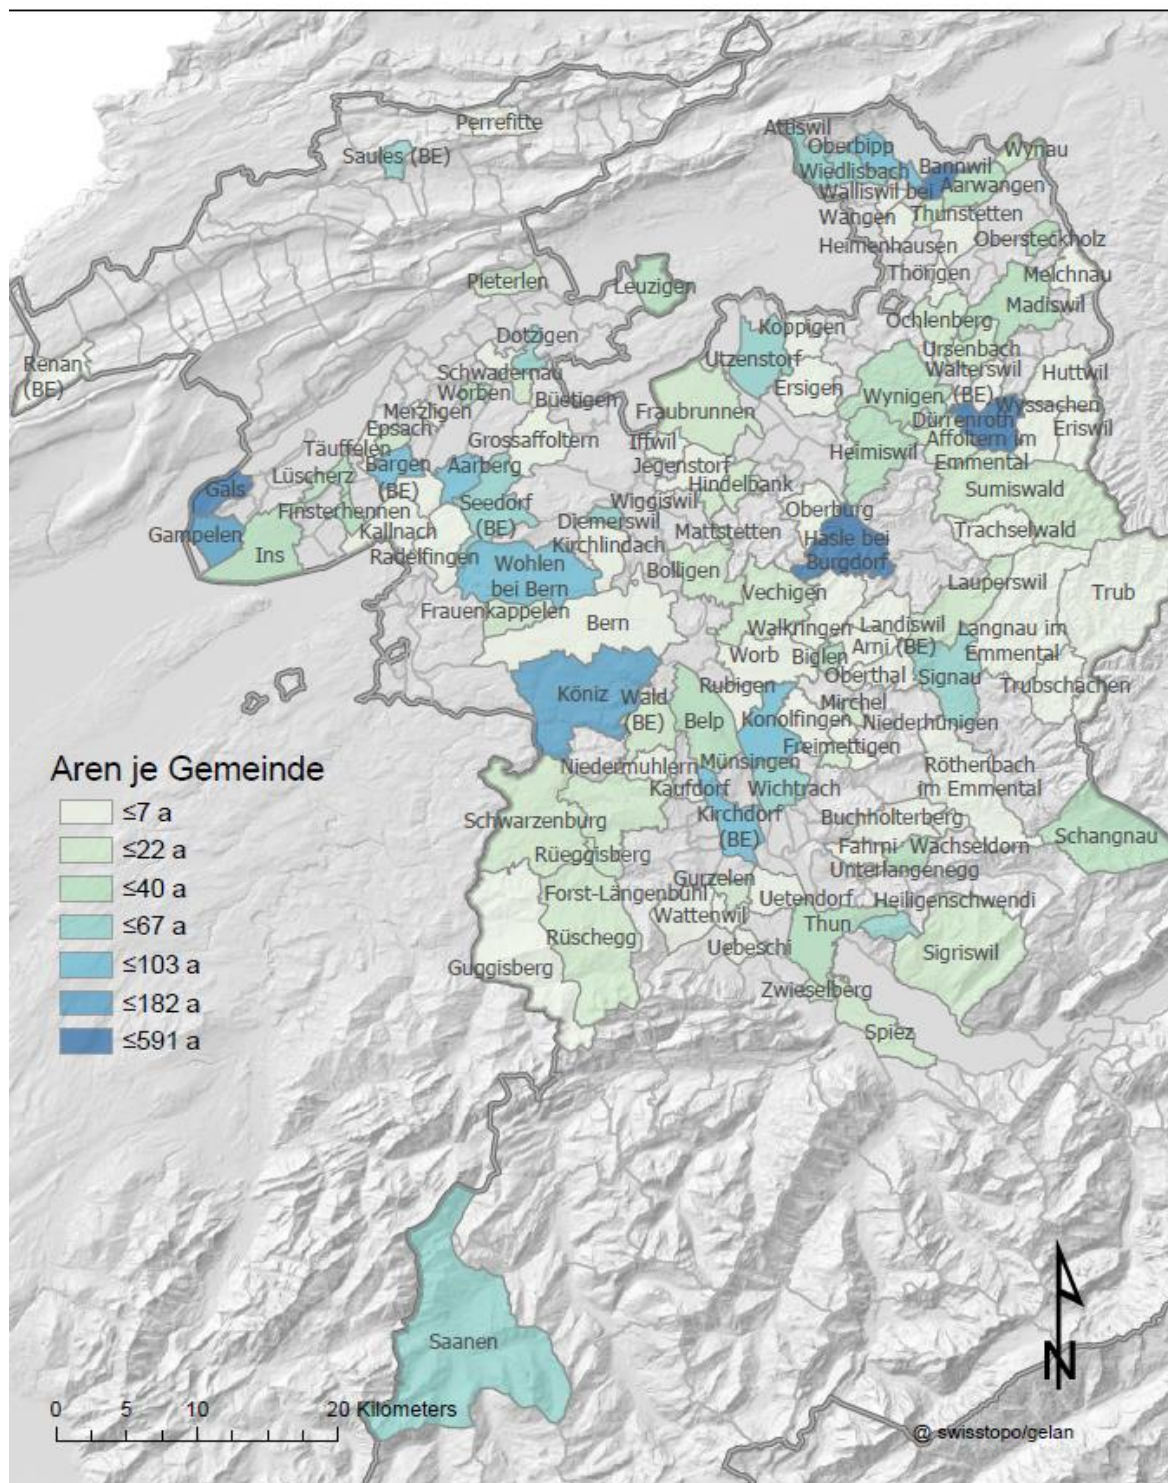 Perrefitte
Saules (BE)
Attiswil
Oberbipp
Wiedlisbach
Bannwil
Wynau
Walliswil bei
Aarwangen
Wangen
Thunstetten
Heimenhausen
Obersteckholz
Thörigen
Melchnau
Pieterlen
Leuzigen
Madiswil
Ochlenberg
Koppigen
Dotzigen
Utzenstorf
Ursenbach
Renan
(BE)
Schwadernau
Walterswil
(BE)
Huttwil
Ersigen
Wynigen
Worben
Büetigen
Merzligen
Fraubrunnen
Wyssachen
Dürrenroth
Epsach
Eriswil
Grossaffoltern
Iffwil
Affoltern im
Emmental
Täuffelen
Heimiswil
Bargen
(BE)
Aarberg
Jegenstorf
Lüscherz
Hindelbank
Gals
Sumiswald
Seedorf
(BE)
Wiggiswil
Finsterhennen
Oberburg
Diemerswil
Kallnach
Mattstetten
Trachselwald
Gampelen
Hasle bei
Burgdorf
Kirchlindach
Ins
Radelfingen
Wohlen
bei Bern
Bolligen
Lauperswil
Trub
Vechigen
Frauenkappelen
Bern
Walkringen
Landiswil
Langnau im
Emmental
Arni (BE)
Worb
Biglen
Oberthal
Signau
Trubschachen
Köniz
Wald
(BE)
Rubigen
Mirchel
Belp
Konolfingen
Niederhünigen
Freimettigen
Aren je Gemeinde
Niedermuhlern
Münsingen
Röthenbach
im Emmental
Kaufdorf
Wichtrach
≤7 a
Schwarzenburg
Kirchdorf
(BE)
Buchholterberg
Schangnau
≤22 a
Rüeggisberg
Fahrni
Wachseldorn
Unterlangenegg
≤40 a
Gurzelen
Forst-Längenbühl
Uetendorf
Heiligenschwendi
≤67 a
Wattenwil
Thun
Rüschegg
Uebeschi
Sigriswil
≤103 a
Guggisberg
Zwieselberg
≤182 a
Spiez
≤591 a
Saanen
N
0 5 10 20 Kilometers
@ swisstopo/gelan